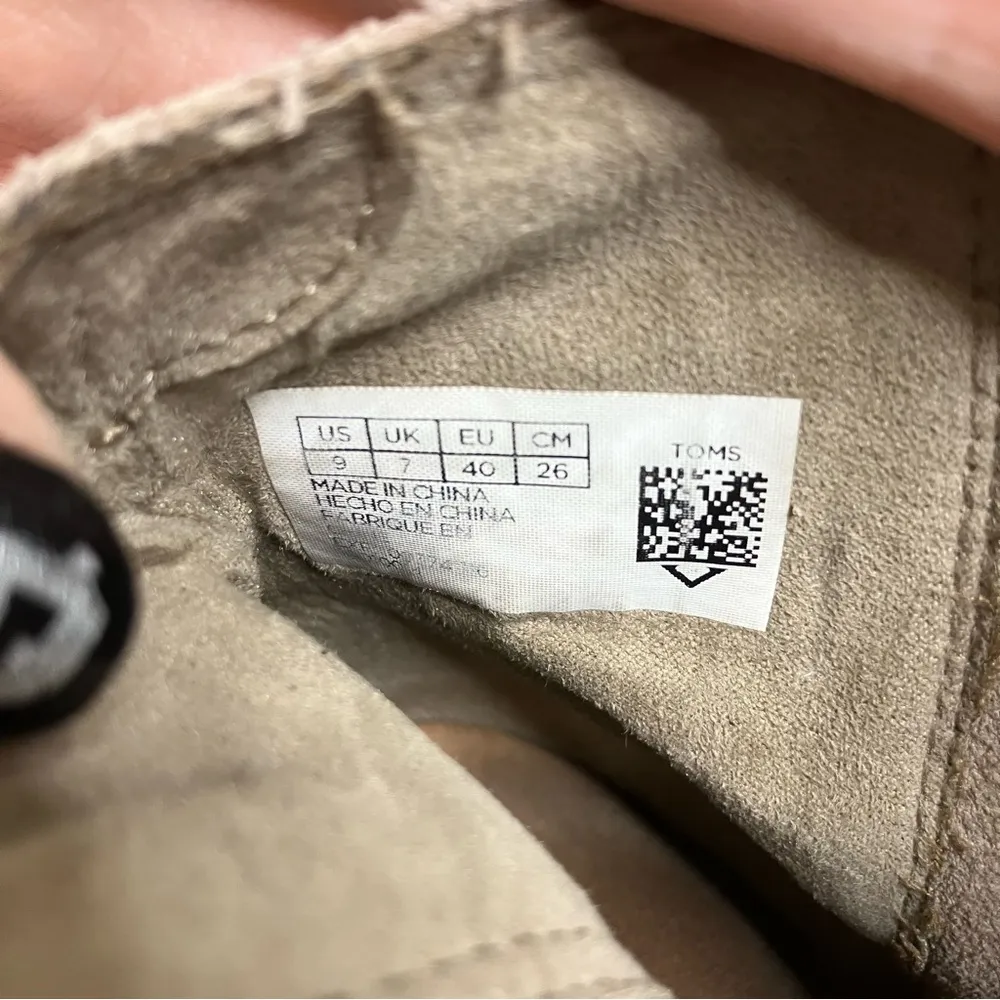 US UK EU CM
9 7 40 26
MADE IN CHINA
HECHO EN CHINA
FABRIQUE EN
TOMS